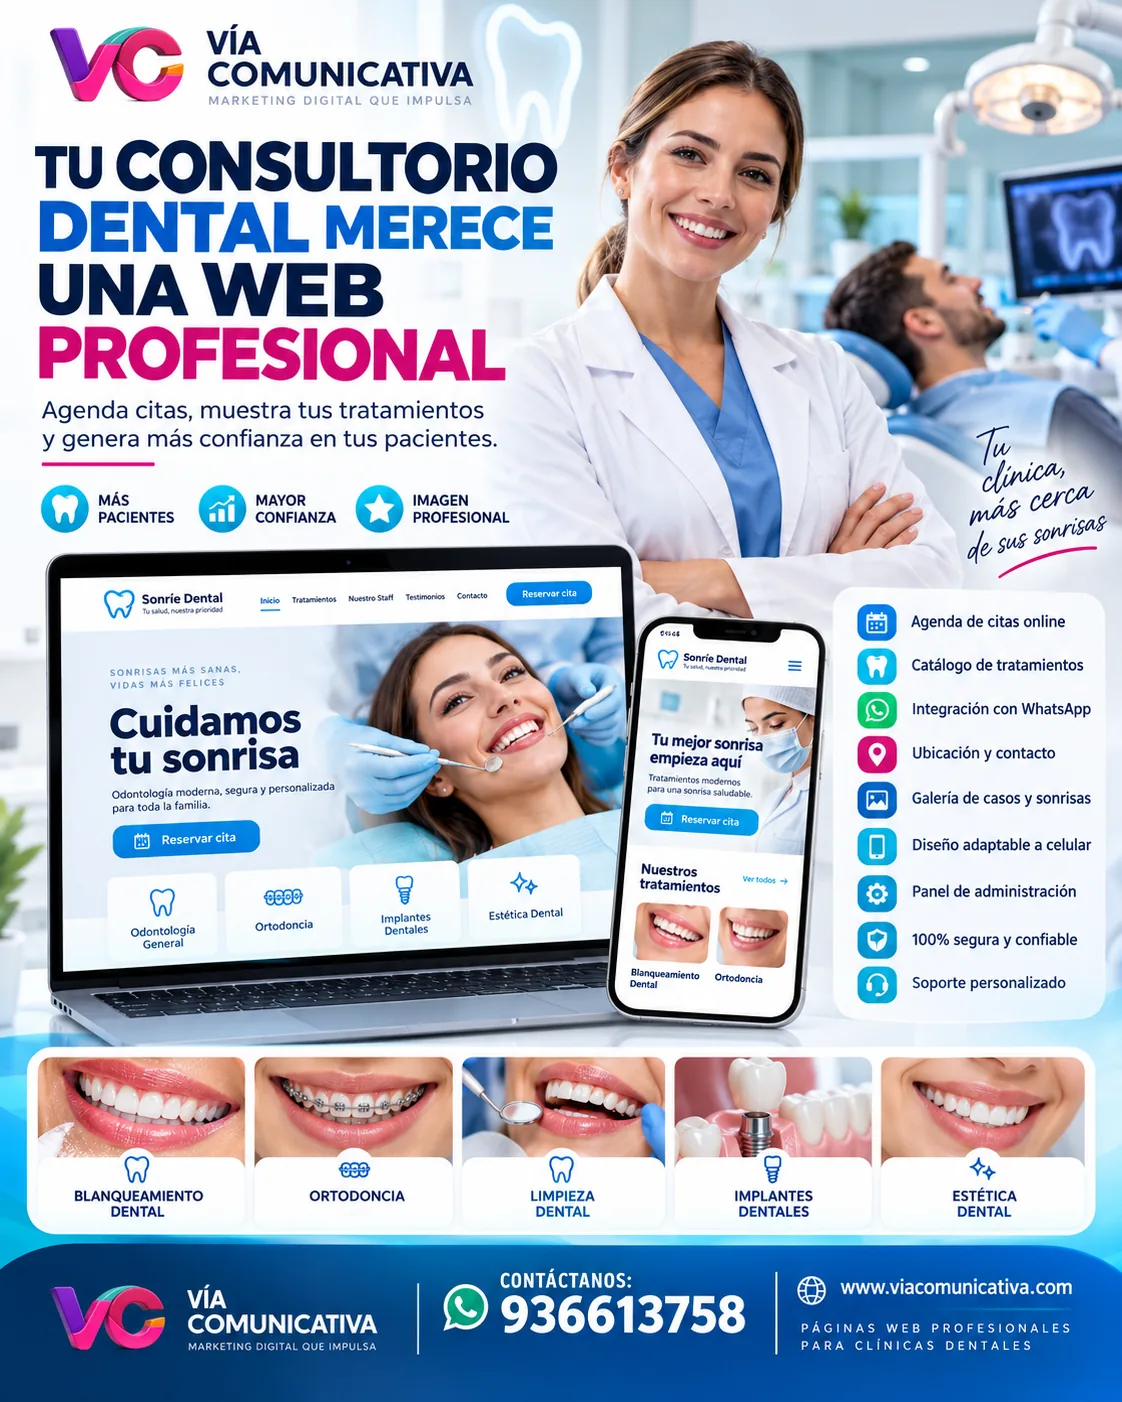 VÍA
COMUNICATIVA
MARKETING DIGITAL QUE IMPULSA
TU CONSULTORIO
DENTAL MERECE
UNA WEB
PROFESIONAL
Agenda citas, muestra tus tratamientos
y genera más confianza en tus pacientes.
MÁS
PACIENTES
MAYOR
CONFIANZA
IMAGEN
PROFESIONAL
Tu
clínica,
más cerca
de sus sonrisas
Sonríe Dental
Tu salud, nuestra prioridad
Inicio
Tratamientos
Nuestro Staff
Testimonios
Contacto
Reservar cita
SONRISAS MÁS SANAS,
VIDAS MÁS FELICES
Cuidamos
tu sonrisa
Odontología moderna, segura y personalizada
para toda la familia.
Reservar cita
Odontología
General
Ortodoncia
Implantes
Dentales
Estética Dental
Sonríe Dental
Tu salud, nuestra prioridad
Tu mejor sonrisa
empieza aquí
Tratamientos modernos
para una sonrisa saludable.
Reservar cita
Nuestros
tratamientos
Ver todos →
Blanqueamiento
Dental
Ortodoncia
Agenda de citas online
Catálogo de tratamientos
Integración con WhatsApp
Ubicación y contacto
Galería de casos y sonrisas
Diseño adaptable a celular
Panel de administración
100% segura y confiable
Soporte personalizado
BLANQUEAMIENTO
DENTAL
ORTODONCIA
LIMPIEZA
DENTAL
IMPLANTES
DENTALES
ESTÉTICA
DENTAL
VÍA
COMUNICATIVA
MARKETING DIGITAL QUE IMPULSA
CONTÁCTANOS:
936613758
www.viacomunicativa.com
PÁGINAS WEB PROFESIONALES
PARA CLÍNICAS DENTALES